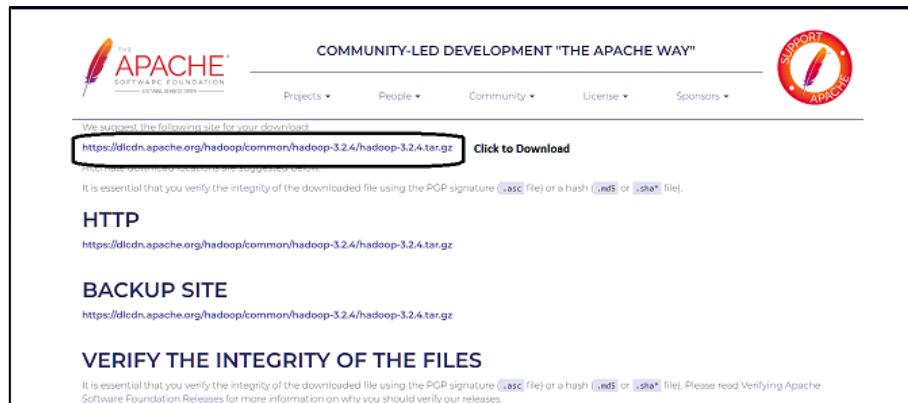 THE
APACHE®
SOFTWARE FOUNDATION
ESTABLISHED 1999
COMMUNITY-LED DEVELOPMENT "THE APACHE WAY"
SUPPORT
APACHE
Projects
People
Community
License
Sponsors
We suggest the following site for your download:
https://dlcdn.apache.org/hadoop/common/hadoop-3.2.4/hadoop-3.2.4.tar.gz
Click to Download
Alternate download locations are suggested below.
It is essential that you verify the integrity of the downloaded file using the PGP signature (.asc file) or a hash (.md5 or .sha* file).
HTTP
https://dlcdn.apache.org/hadoop/common/hadoop-3.2.4/hadoop-3.2.4.tar.gz
BACKUP SITE
https://dlcdn.apache.org/hadoop/common/hadoop-3.2.4/hadoop-3.2.4.tar.gz
VERIFY THE INTEGRITY OF THE FILES
It is essential that you verify the integrity of the downloaded file using the PGP signature (.asc file) or a hash (.md5 or .sha* file). Please read Verifying Apache
Software Foundation Releases for more information on why you should verify our releases.